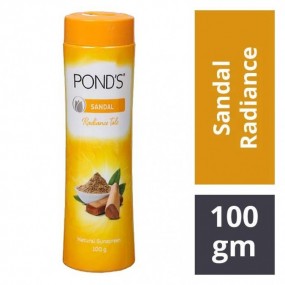 POND'S
SANDAL
Radiance Talc
Natural Sunscreen
100 g
Sandal
Radiance
100
gm